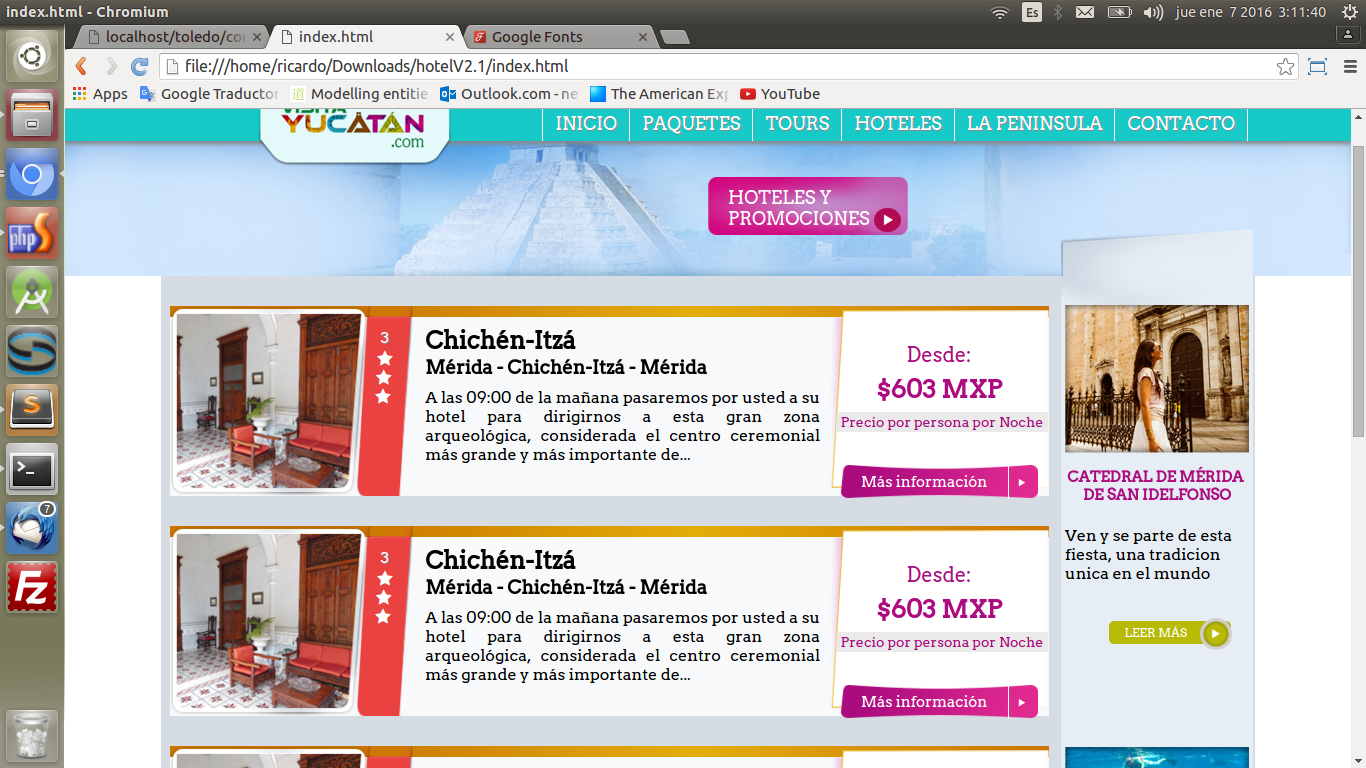 index.html - Chromium
Es
jue ene 7 2016 3:11:40
localhost/toledo/co
index.html
Google Fonts
file:///home/ricardo/Downloads/hotelV2.1/index.html
Apps
Google Traductor
Modelling entitie
Outlook.com - ne
The American Exp
YouTube
YUCATÁN
.com
INICIO
PAQUETES
TOURS
HOTELES
LA PENINSULA
CONTACTO
HOTELES Y
PROMOCIONES
3
Chichén-Itzá
Mérida - Chichén-Itzá - Mérida
A las 09:00 de la mañana pasaremos por usted a su
hotel para dirigirnos a esta gran zona
arqueológica, considerada el centro ceremonial
más grande y más importante de...
Desde:
$603 MXP
Precio por persona por Noche
Más información
3
Chichén-Itzá
Mérida - Chichén-Itzá - Mérida
A las 09:00 de la mañana pasaremos por usted a su
hotel para dirigirnos a esta gran zona
arqueológica, considerada el centro ceremonial
más grande y más importante de...
Desde:
$603 MXP
Precio por persona por Noche
Más información
CATEDRAL DE MÉRIDA
DE SAN IDELFONSO
Ven y se parte de esta
fiesta, una tradicion
unica en el mundo
LEER MÁS
php
S
7
Fz